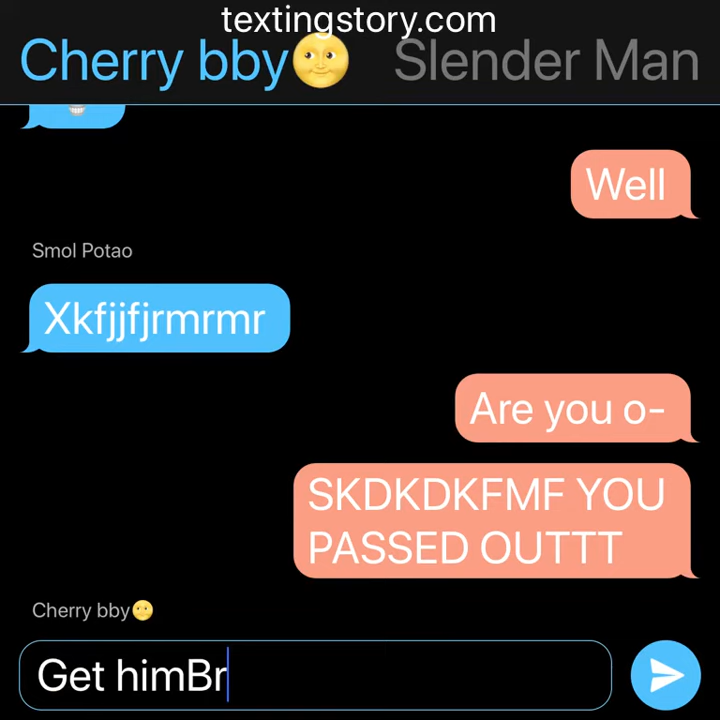 textingstory.com
Cherry bby🌝 Slender Man
Well
Smol Potao
Xkfjjfjrmrmr
Are you o-
SKDKDKFMF YOU
PASSED OUTTT
Cherry bby🌝
Get himBr